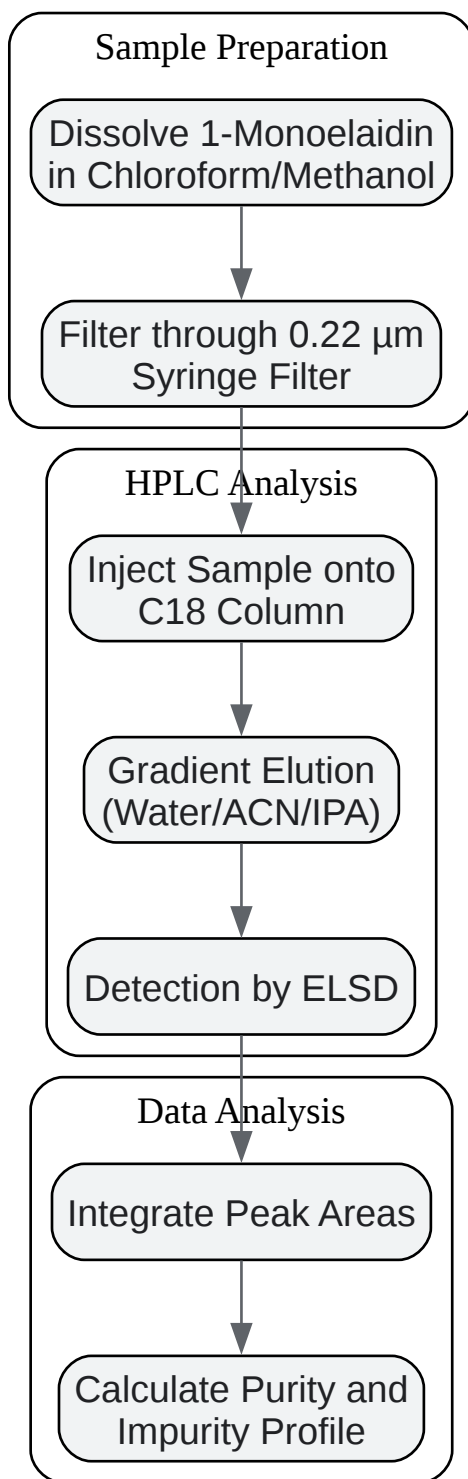 Sample Preparation
Dissolve 1-Monoelaidin
in Chloroform/Methanol
Filter through 0.22 µm
Syringe Filter
HPLC Analysis
Inject Sample onto
C18 Column
Gradient Elution
(Water/ACN/IPA)
Detection by ELSD
Data Analysis
Integrate Peak Areas
Calculate Purity and
Impurity Profile